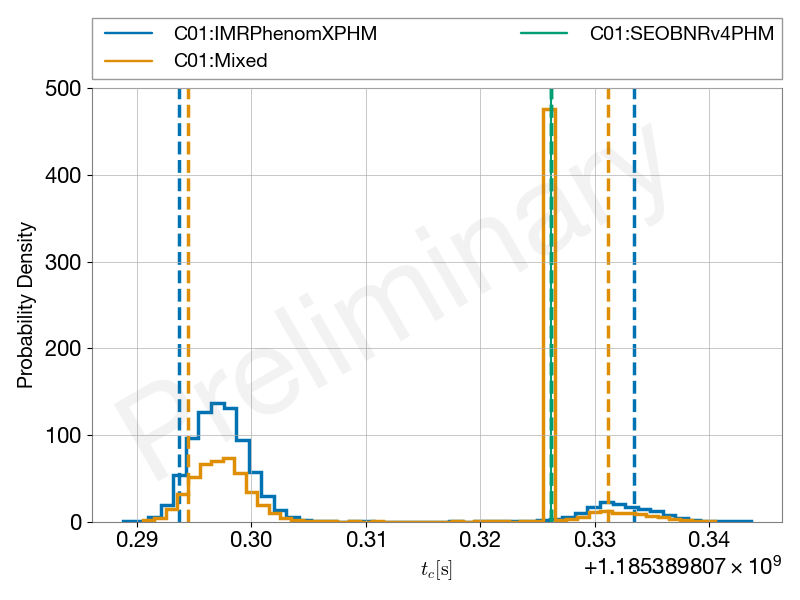 C01:IMRPhenomXPHM C01:SEOBNRv4PHM
C01:Mixed
500
400
300
200
100
0
Probability Density
Preliminary
0.29 0.30 0.31 0.32 0.33 0.34
t_c[s]
+1.185389807 × 10⁹